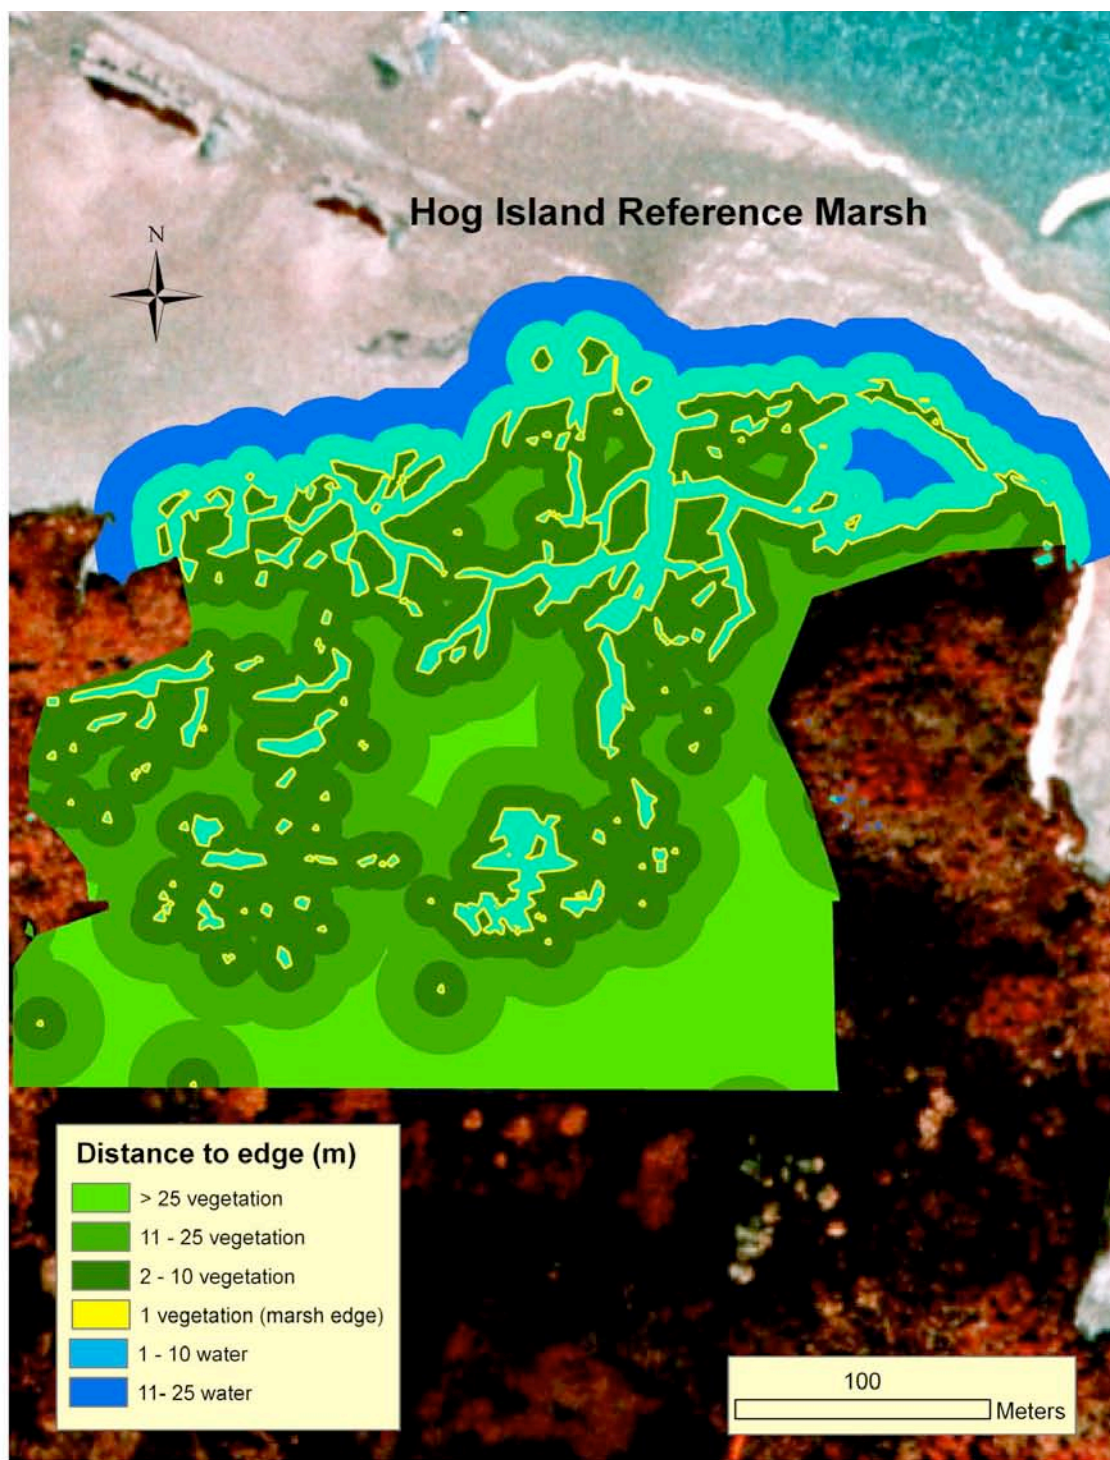 Hog Island Reference Marsh
N
Distance to edge (m)
> 25 vegetation
11 - 25 vegetation
2 - 10 vegetation
1 vegetation (marsh edge)
1 - 10 water
11- 25 water
100
Meters